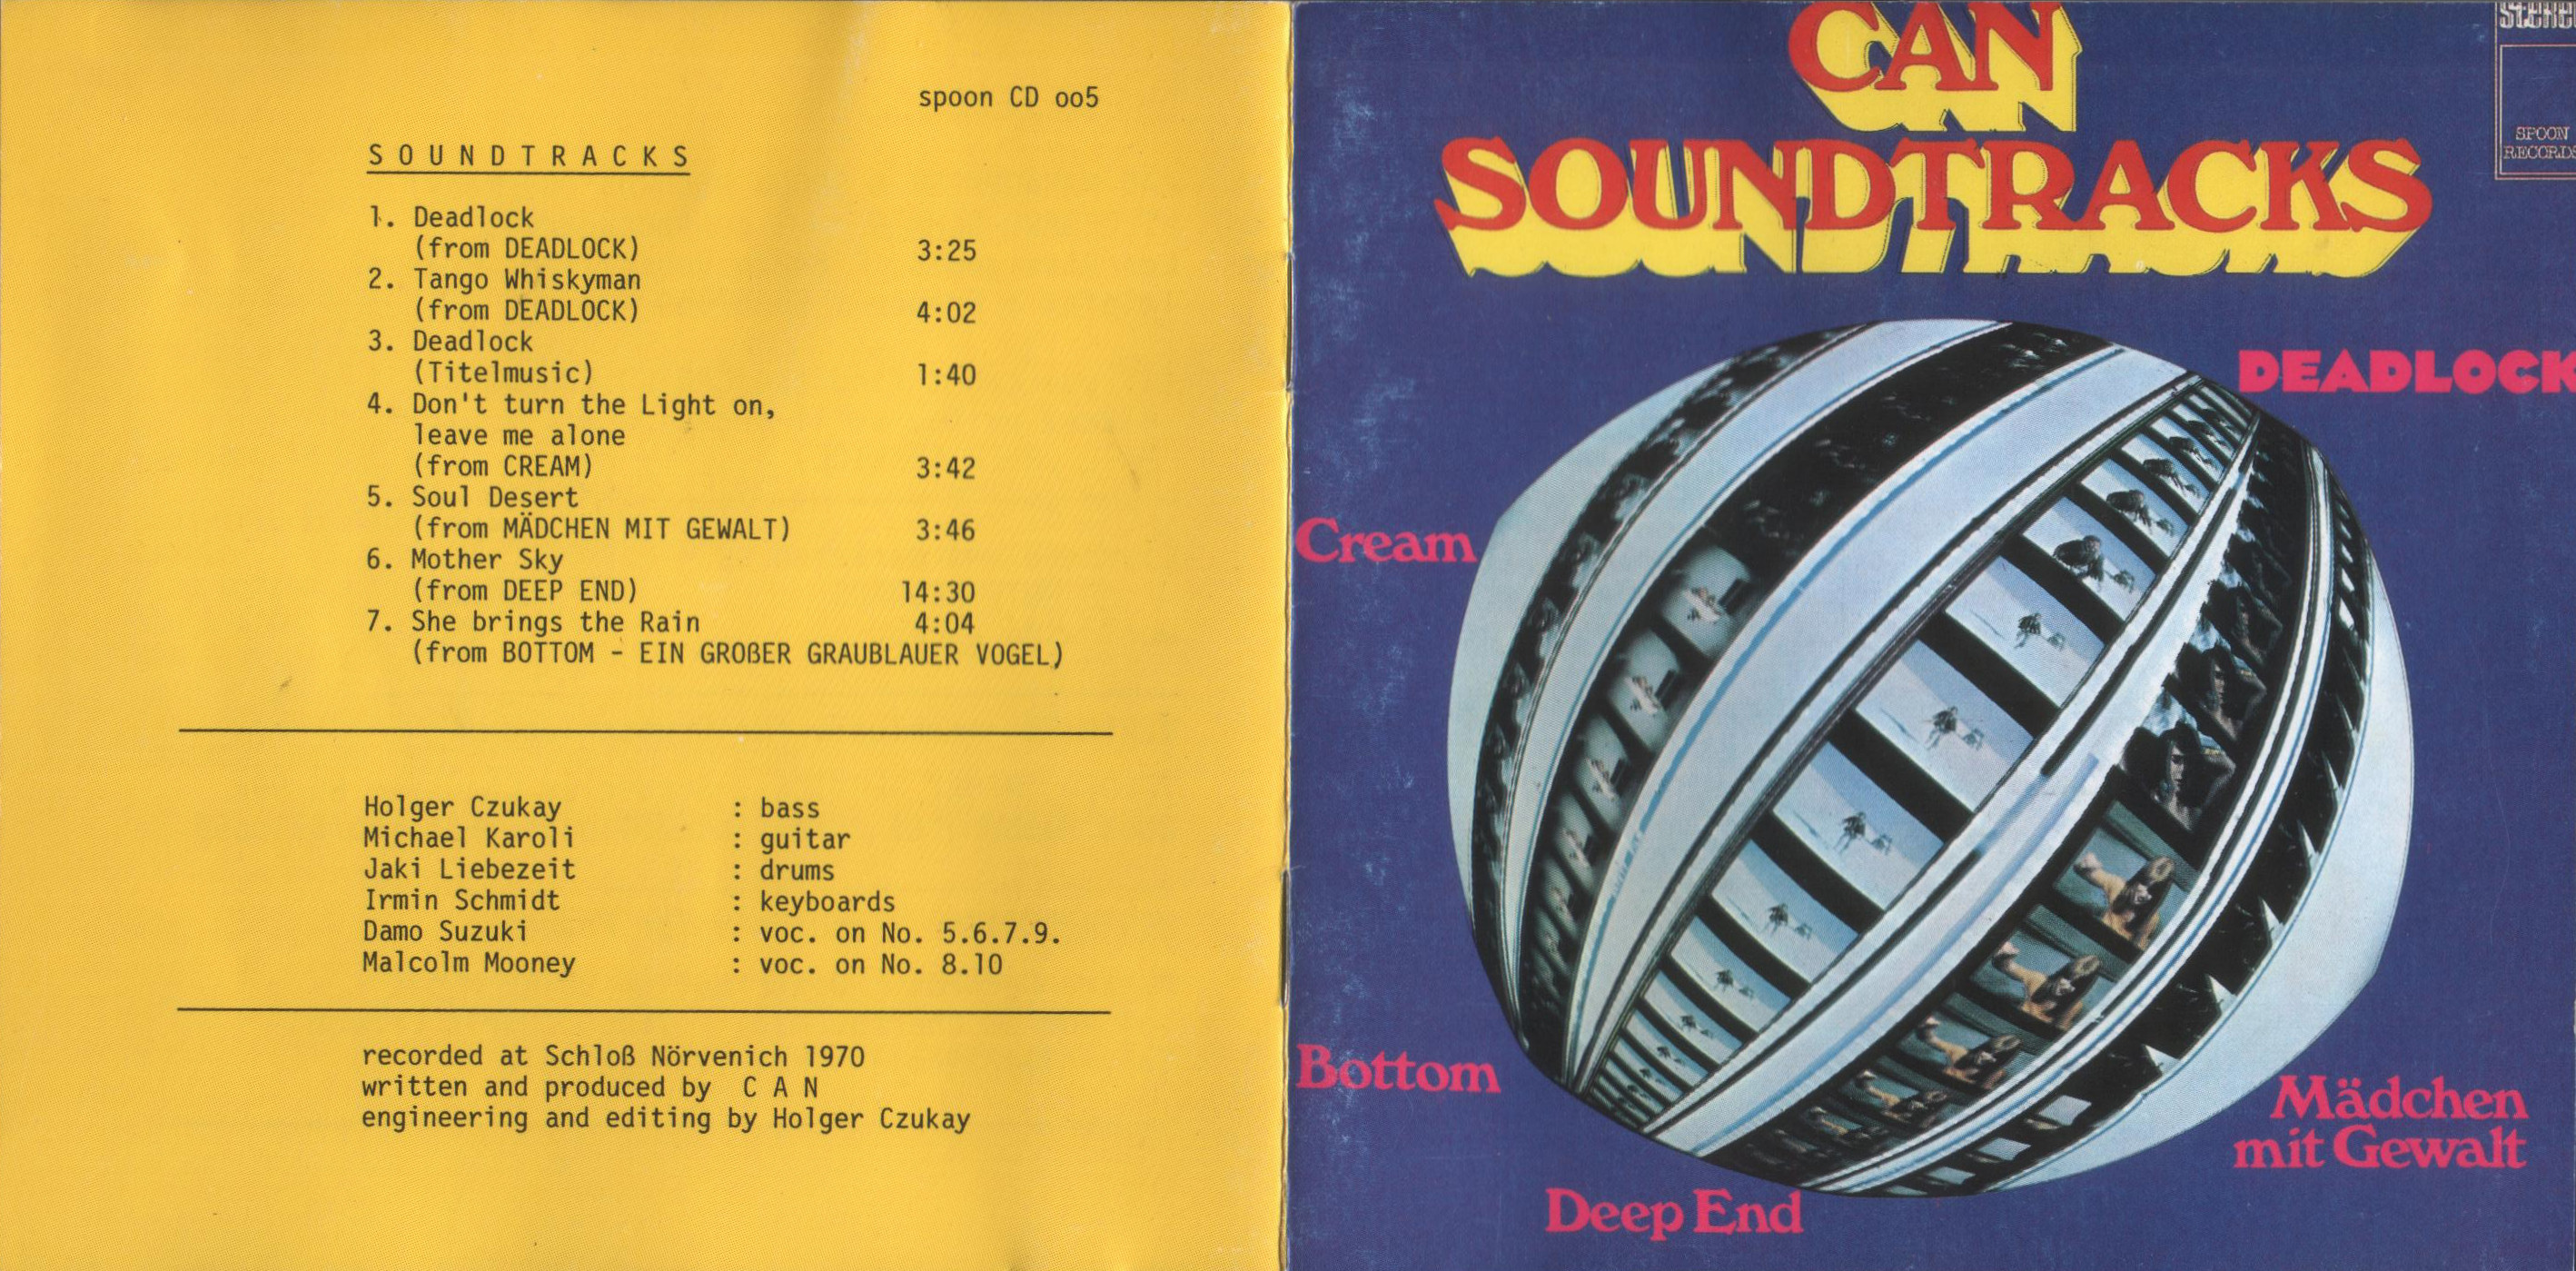 spoon CD oo5
SOUNDTRACKS
1. Deadlock
(from DEADLOCK) 3:25
2. Tango Whiskyman
(from DEADLOCK) 4:02
3. Deadlock
(Titelmusic) 1:40
4. Don't turn the Light on,
leave me alone
(from CREAM) 3:42
5. Soul Desert
(from MÄDCHEN MIT GEWALT) 3:46
6. Mother Sky
(from DEEP END) 14:30
7. She brings the Rain 4:04
(from BOTTOM - EIN GROßER GRAUBLAUER VOGEL)
Holger Czukay : bass
Michael Karoli : guitar
Jaki Liebezeit : drums
Irmin Schmidt : keyboards
Damo Suzuki : voc. on No. 5.6.7.9.
Malcolm Mooney : voc. on No. 8.10
recorded at Schloß Nörvenich 1970
written and produced by C A N
engineering and editing by Holger Czukay
CAN
SOUNDTRACKS
stereo
SPOON
RECORDS
DEADLOCK
Cream
Bottom
Mädchen
mit Gewalt
Deep End